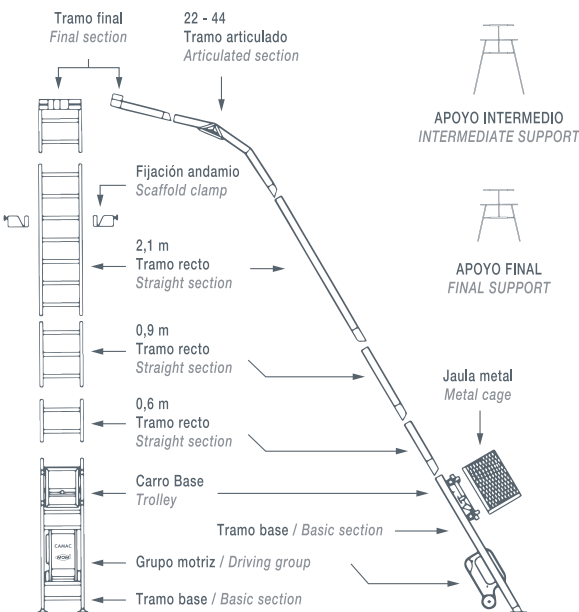 Tramo final
Final section
22 - 44
Tramo articulado
Articulated section
APOYO INTERMEDIO
INTERMEDIATE SUPPORT
Fijación andamio
Scaffold clamp
2,1 m
Tramo recto
Straight section
APOYO FINAL
FINAL SUPPORT
0,9 m
Tramo recto
Straight section
Jaula metal
Metal cage
0,6 m
Tramo recto
Straight section
Carro Base
Trolley
Tramo base / Basic section
CAMAC
Grupo motriz / Driving group
Tramo base / Basic section